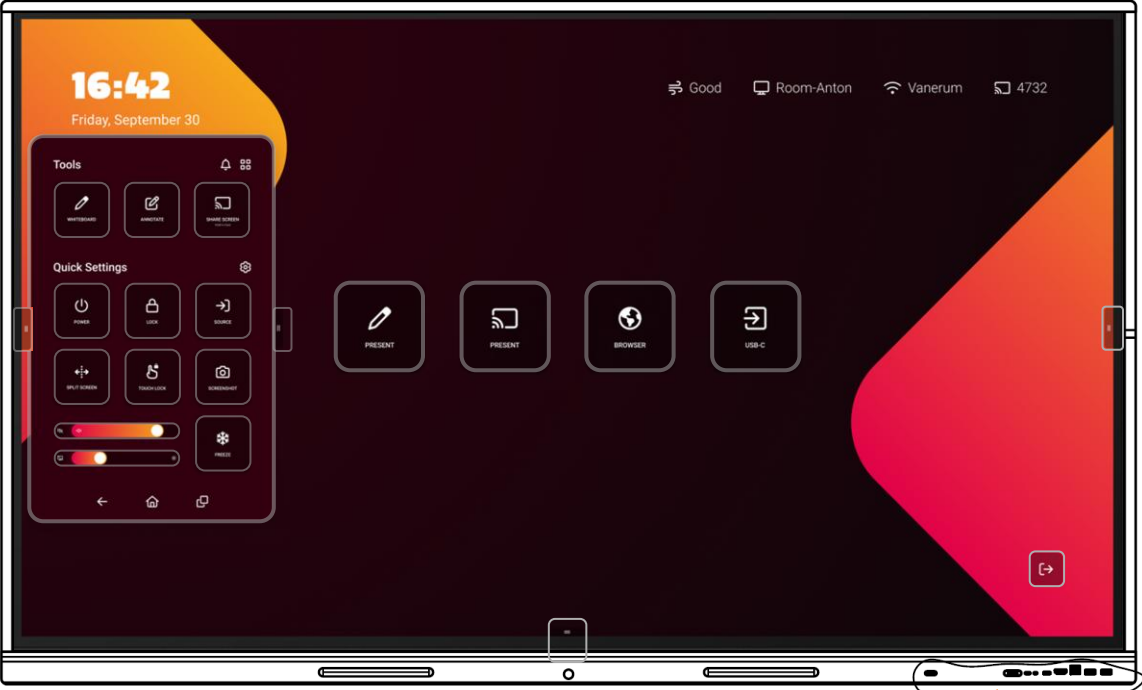 16:42
Friday, September 30
Good
Room-Anton
Vanerum
4732
Tools
WHITEBOARD
ANNOTATE
SHARE SCREEN
Quick Settings
POWER
LOCK
SOURCE
SPLIT SCREEN
TOUCH LOCK
SCREENSHOT
FREEZE
PRESENT
PRESENT
BROWSER
USB-C